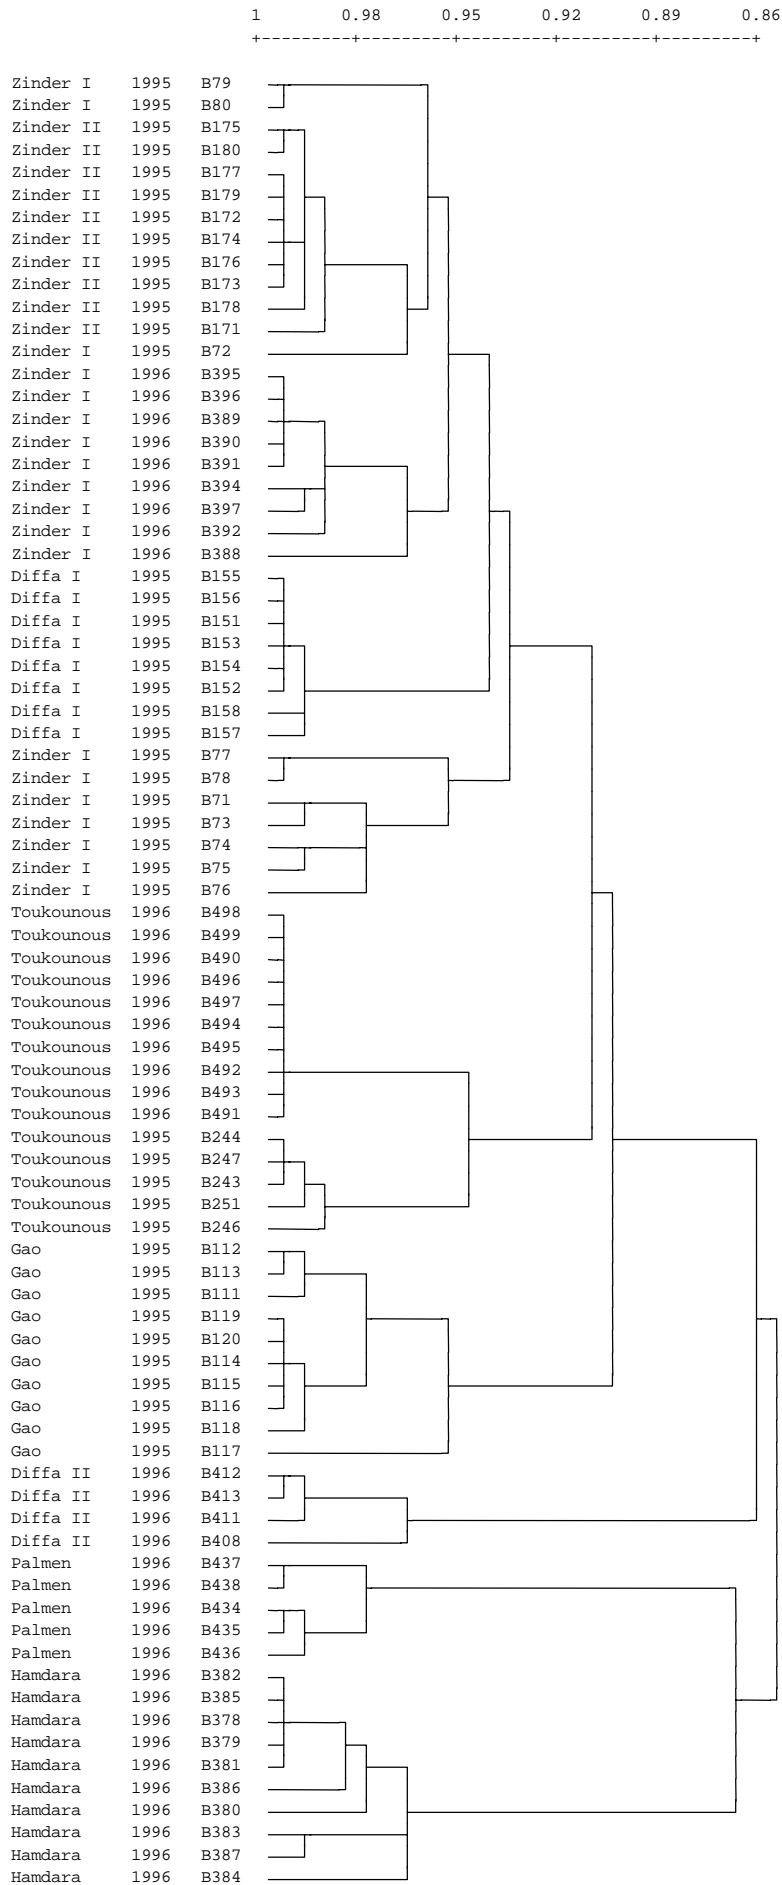 1 0.98 0.95 0.92 0.89 0.86
+---------+---------+---------+---------+---------+
Zinder I 1995 B79
Zinder I 1995 B80
Zinder II 1995 B175
Zinder II 1995 B180
Zinder II 1995 B177
Zinder II 1995 B179
Zinder II 1995 B172
Zinder II 1995 B174
Zinder II 1995 B176
Zinder II 1995 B173
Zinder II 1995 B178
Zinder II 1995 B171
Zinder I 1995 B72
Zinder I 1996 B395
Zinder I 1996 B396
Zinder I 1996 B389
Zinder I 1996 B390
Zinder I 1996 B391
Zinder I 1996 B394
Zinder I 1996 B397
Zinder I 1996 B392
Zinder I 1996 B388
Diffa I 1995 B155
Diffa I 1995 B156
Diffa I 1995 B151
Diffa I 1995 B153
Diffa I 1995 B154
Diffa I 1995 B152
Diffa I 1995 B158
Diffa I 1995 B157
Zinder I 1995 B77
Zinder I 1995 B78
Zinder I 1995 B71
Zinder I 1995 B73
Zinder I 1995 B74
Zinder I 1995 B75
Zinder I 1995 B76
Toukounous 1996 B498
Toukounous 1996 B499
Toukounous 1996 B490
Toukounous 1996 B496
Toukounous 1996 B497
Toukounous 1996 B494
Toukounous 1996 B495
Toukounous 1996 B492
Toukounous 1996 B493
Toukounous 1996 B491
Toukounous 1995 B244
Toukounous 1995 B247
Toukounous 1995 B243
Toukounous 1995 B251
Toukounous 1995 B246
Gao 1995 B112
Gao 1995 B113
Gao 1995 B111
Gao 1995 B119
Gao 1995 B120
Gao 1995 B114
Gao 1995 B115
Gao 1995 B116
Gao 1995 B118
Gao 1995 B117
Diffa II 1996 B412
Diffa II 1996 B413
Diffa II 1996 B411
Diffa II 1996 B408
Palmen 1996 B437
Palmen 1996 B438
Palmen 1996 B434
Palmen 1996 B435
Palmen 1996 B436
Hamdara 1996 B382
Hamdara 1996 B385
Hamdara 1996 B378
Hamdara 1996 B379
Hamdara 1996 B381
Hamdara 1996 B386
Hamdara 1996 B380
Hamdara 1996 B383
Hamdara 1996 B387
Hamdara 1996 B384